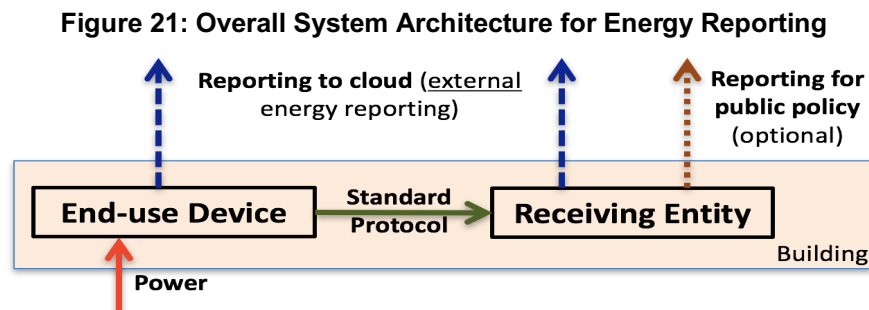 Figure 21: Overall System Architecture for Energy Reporting
Reporting to cloud (external
energy reporting)
Reporting for
public policy
(optional)
End-use Device
Standard
Protocol
Receiving Entity
Building
Power